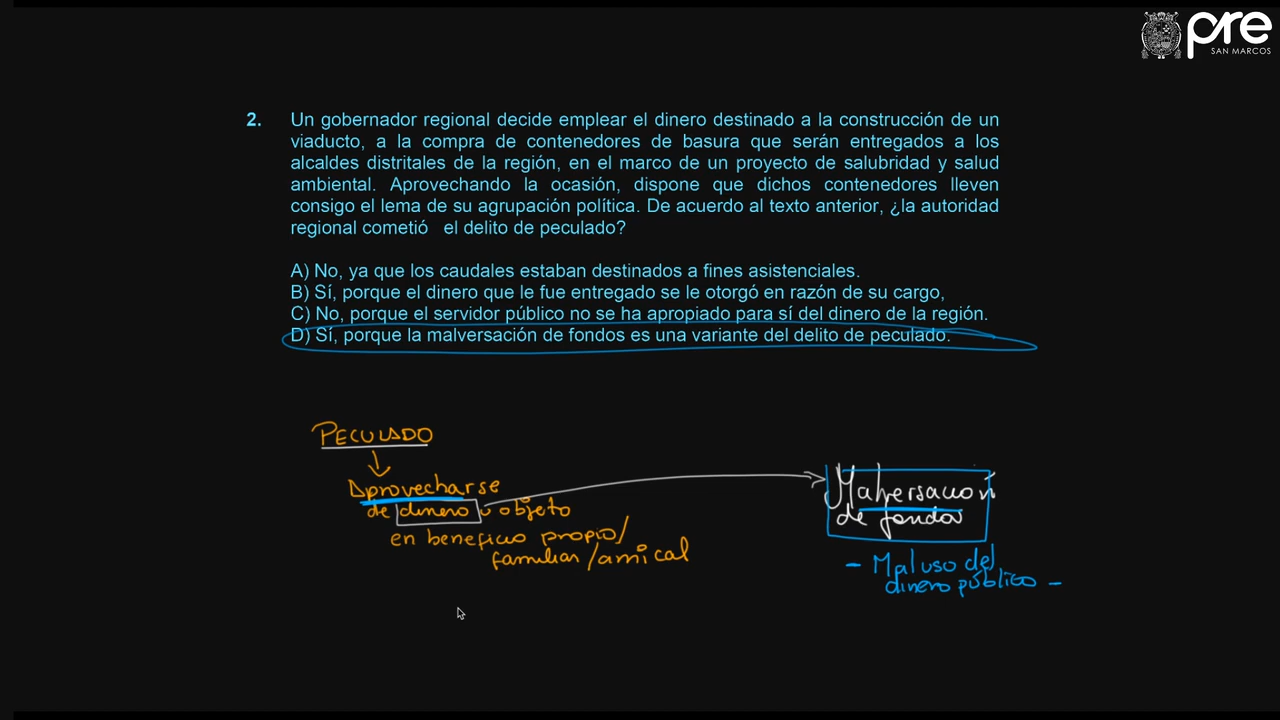 pre
SAN MARCOS
2. Un gobernador regional decide emplear el dinero destinado a la construcción de un
viaducto, a la compra de contenedores de basura que serán entregados a los
alcaldes distritales de la región, en el marco de un proyecto de salubridad y salud
ambiental. Aprovechando la ocasión, dispone que dichos contenedores lleven
consigo el lema de su agrupación política. De acuerdo al texto anterior, ¿la autoridad
regional cometió el delito de peculado?
A) No, ya que los caudales estaban destinados a fines asistenciales.
B) Sí, porque el dinero que le fue entregado se le otorgó en razón de su cargo,
C) No, porque el servidor público no se ha apropiado para sí del dinero de la región.
D) Sí, porque la malversación de fondos es una variante del delito de peculado.
PECULADO
Aprovecharse
de dinero u objeto
en beneficio propio/
familiar/amical
Malversación
de fondos
- Mal uso del
dinero público -